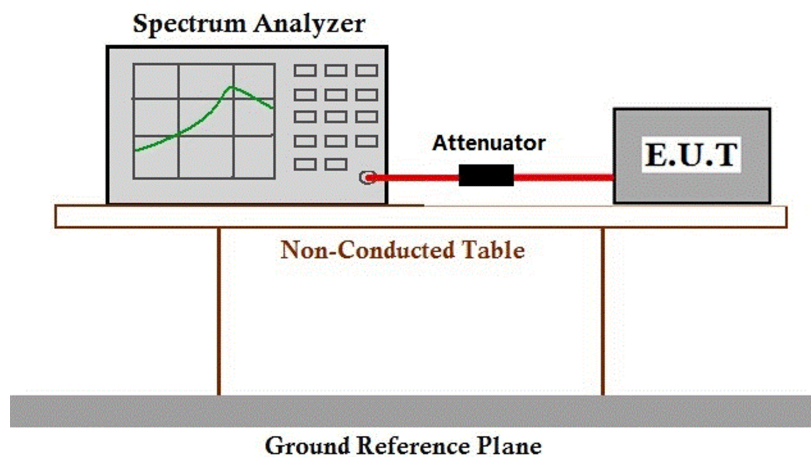 Spectrum Analyzer
Attenuator
E.U.T
Non-Conducted Table
Ground Reference Plane